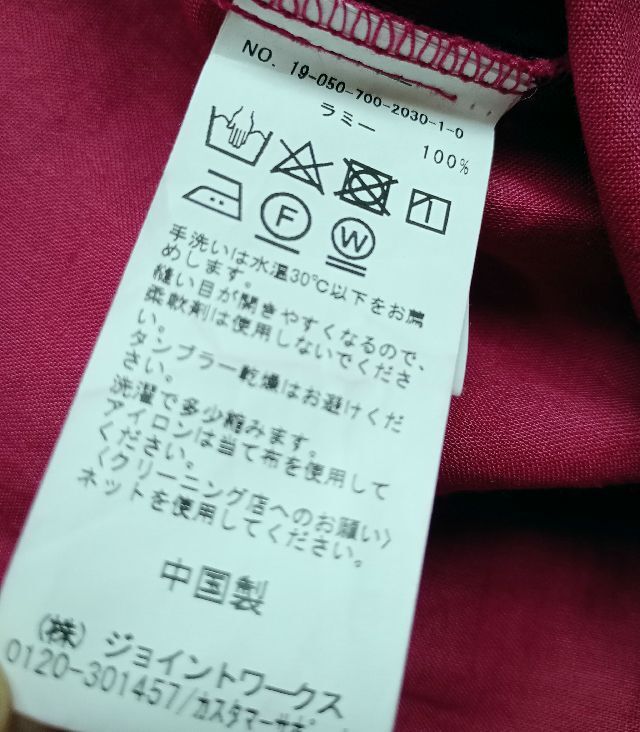 NO. 19-050-700-2030-1-0
ラミー 100%
F W
手洗いは水温30℃以下をお薦
めします。
縫い目が開きやすくなるので、
柔軟剤は使用しないでくださ
い。
タンブラー乾燥はお避けくだ
さい。
洗濯で多少縮みます。
アイロンは当て布を使用して
ください。
〈クリーニング店へのお願い〉
ネットを使用してください。
中国製
(株) ジョイントワークス
0120-301457/カスタマーサポ